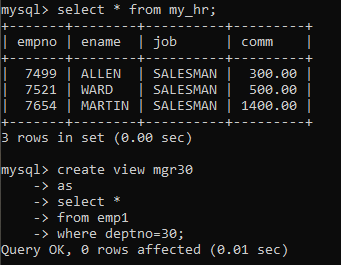 mysql> select * from my_hr;
+-------+--------+----------+---------+
| empno | ename  | job      | comm    |
+-------+--------+----------+---------+
|  7499 | ALLEN  | SALESMAN |  300.00 |
|  7521 | WARD   | SALESMAN |  500.00 |
|  7654 | MARTIN | SALESMAN | 1400.00 |
+-------+--------+----------+---------+
3 rows in set (0.00 sec)
mysql> create view mgr30
    -> as
    -> select *
    -> from emp1
    -> where deptno=30;
Query OK, 0 rows affected (0.01 sec)